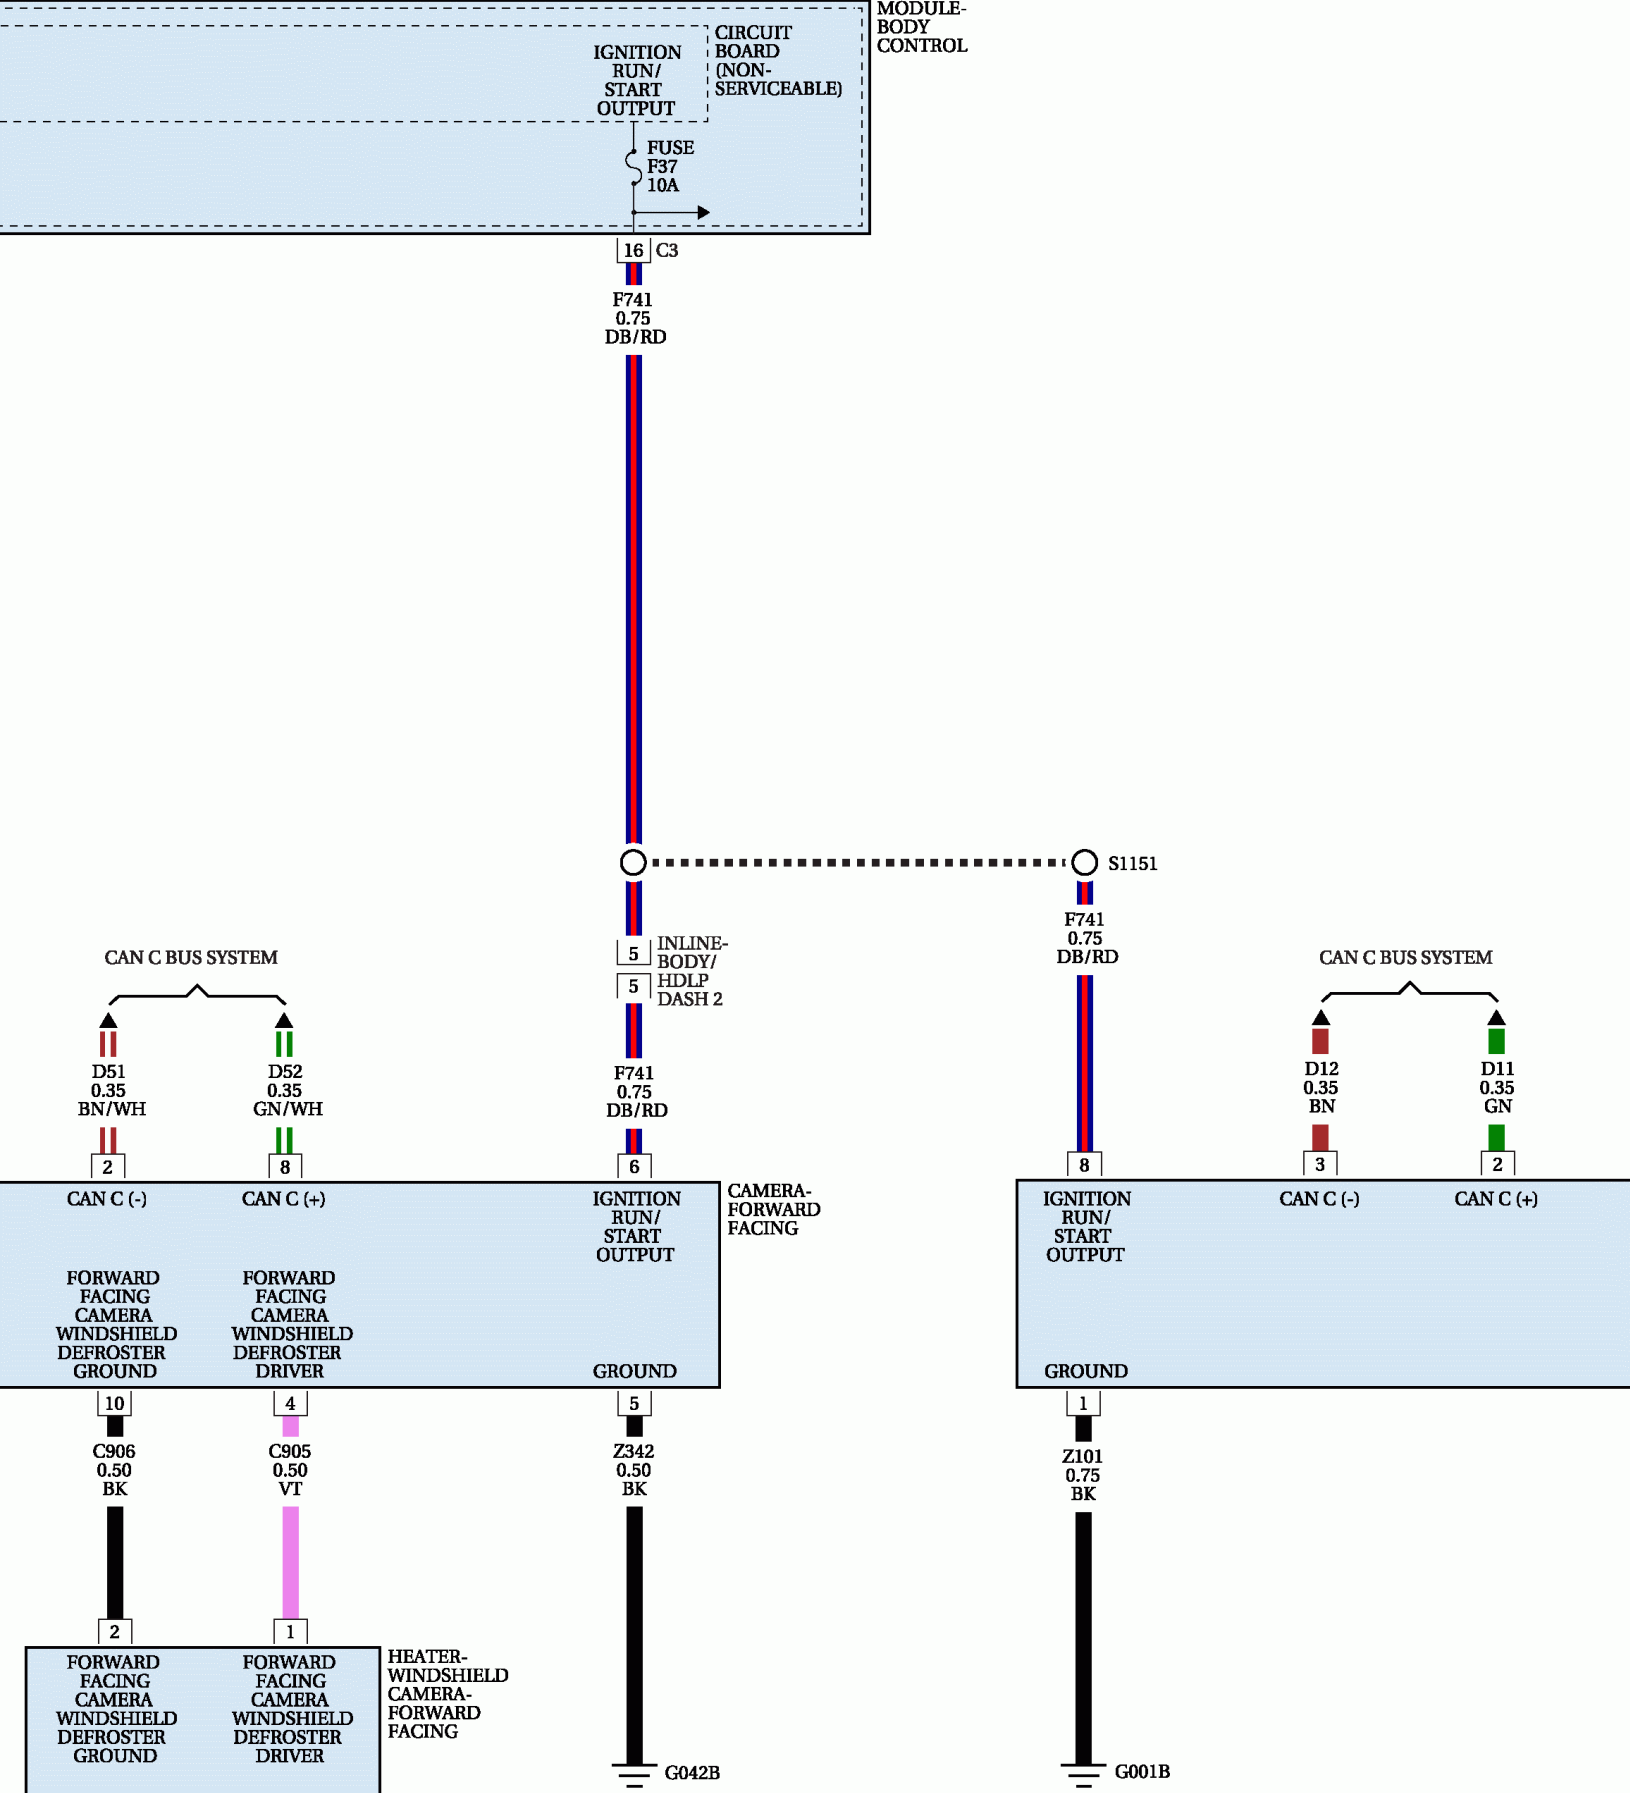 MODULE-
BODY
CONTROL
CIRCUIT
BOARD
(NON-
SERVICEABLE)
IGNITION
RUN/
START
OUTPUT
FUSE
F37
10A
16 C3
F741
0.75
DB/RD
S1151
F741
0.75
DB/RD
5
5
INLINE-
BODY/
HDLP
DASH 2
CAN C BUS SYSTEM
CAN C BUS SYSTEM
D51
0.35
BN/WH
D52
0.35
GN/WH
F741
0.75
DB/RD
D12
0.35
BN
D11
0.35
GN
2
8
6
8
3
2
CAN C (-)
CAN C (+)
IGNITION
RUN/
START
OUTPUT
CAMERA-
FORWARD
FACING
IGNITION
RUN/
START
OUTPUT
CAN C (-)
CAN C (+)
FORWARD
FACING
CAMERA
WINDSHIELD
DEFROSTER
GROUND
FORWARD
FACING
CAMERA
WINDSHIELD
DEFROSTER
DRIVER
GROUND
GROUND
10
4
5
1
C906
0.50
BK
C905
0.50
VT
Z342
0.50
BK
Z101
0.75
BK
2
1
FORWARD
FACING
CAMERA
WINDSHIELD
DEFROSTER
GROUND
FORWARD
FACING
CAMERA
WINDSHIELD
DEFROSTER
DRIVER
HEATER-
WINDSHIELD
CAMERA-
FORWARD
FACING
G042B
G001B